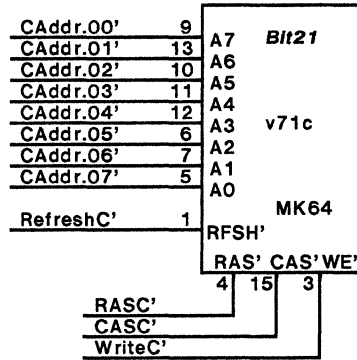 CAddr.00' 9 A7 Bit21
CAddr.01' 13 A6
CAddr.02' 10 A5
CAddr.03' 11 A4
CAddr.04' 12 A3 v71c
CAddr.05' 6 A2
CAddr.06' 7 A1
CAddr.07' 5 A0
MK64
RefreshC' 1 RFSH'
RAS' CAS' WE'
4 15 3
RASC'
CASC'
WriteC'